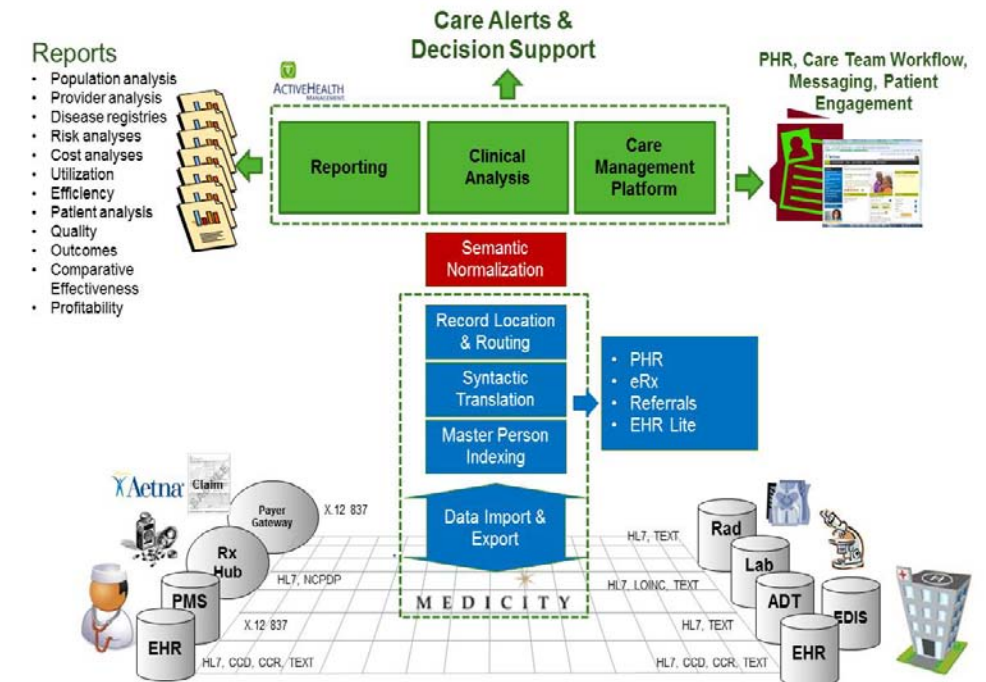 Care Alerts &
Decision Support
Reports
• Population analysis
• Provider analysis
• Disease registries
• Risk analyses
• Cost analyses
• Utilization
• Efficiency
• Patient analysis
• Quality
• Outcomes
• Comparative
Effectiveness
• Profitability
ACTIVEHEALTH
MANAGEMENT
PHR, Care Team Workflow,
Messaging, Patient
Engagement
Reporting
Clinical
Analysis
Care
Management
Platform
Semantic
Normalization
Record Location
& Routing
Syntactic
Translation
Master Person
Indexing
• PHR
• eRx
• Referrals
• EHR Lite
Data Import &
Export
MEDICITY
Aetna
Claim
Payer
Gateway
X.12 837
Rx
Hub
HL7, NCPDP
PMS
X.12 837
EHR
HL7, CCD, CCR, TEXT
HL7, TEXT
Rad
HL7, LOINC, TEXT
Lab
HL7, TEXT
ADT
EDIS
HL7, CCD, CCR, TEXT
EHR
H